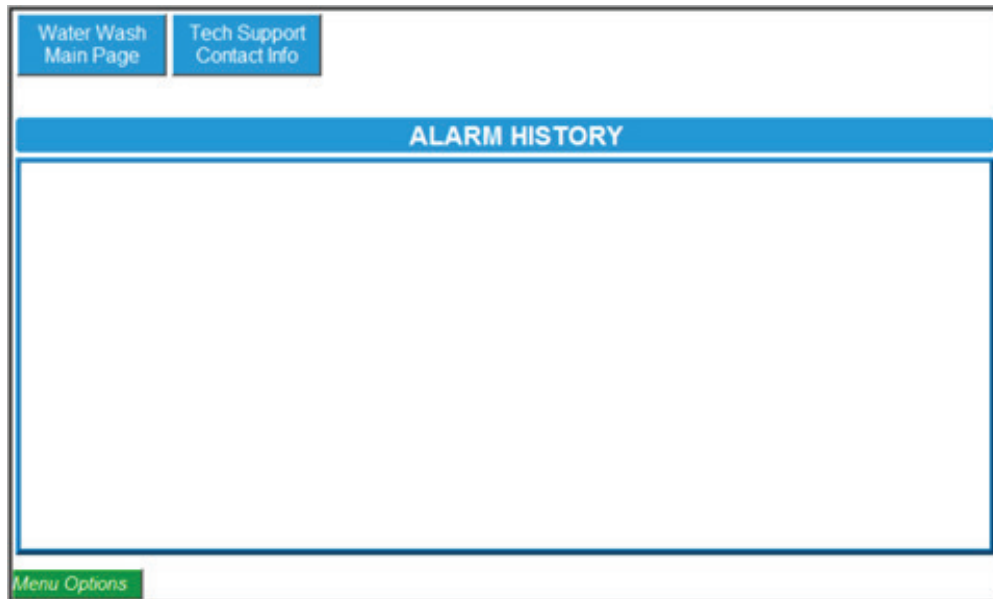 Water Wash
Main Page
Tech Support
Contact Info
ALARM HISTORY
Menu Options